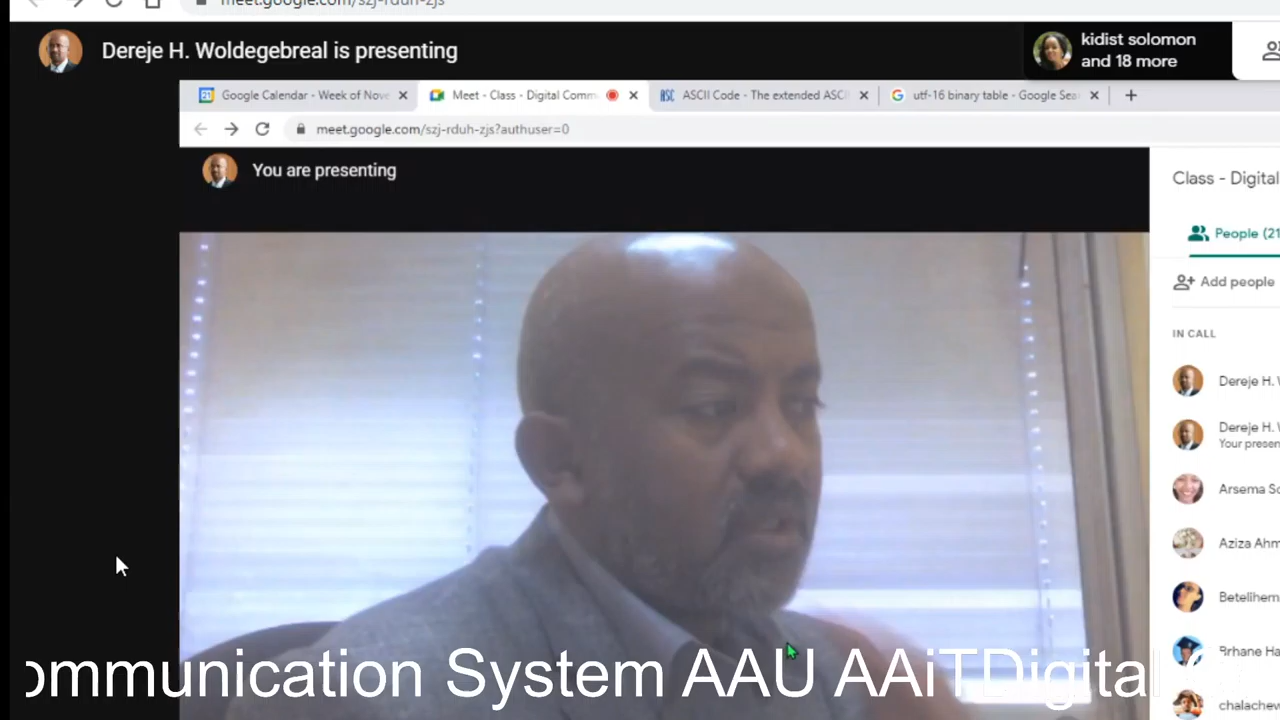 meet.google.com/szj-rduh-zjs
Dereje H. Woldegebreal is presenting
kidist solomon
and 18 more
Google Calendar - Week of Nove
Meet - Class - Digital Comm
ASCII Code - The extended ASCI
utf-16 binary table - Google Sea
meet.google.com/szj-rduh-zjs?authuser=0
You are presenting
Class - Digital
People (21
Add people
IN CALL
Dereje H. W
Dereje H. W
Your presen
Arsema So
Aziza Ahm
Betelihem
Brhane Ha
chalachew
ommunication System AAU AAiTDigital